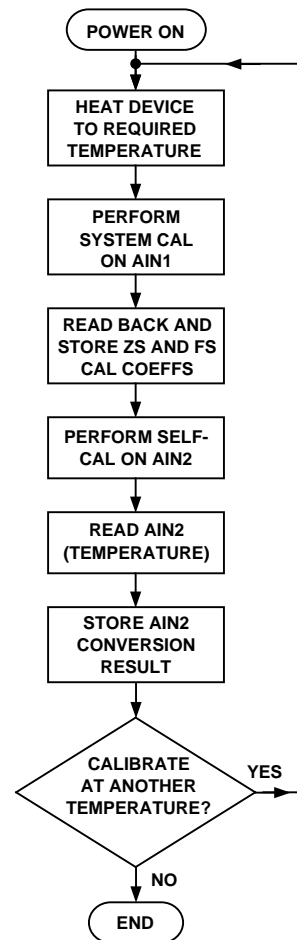 POWER ON
HEAT DEVICE
TO REQUIRED
TEMPERATURE
PERFORM
SYSTEM CAL
ON AIN1
READ BACK AND
STORE ZS AND FS
CAL COEFFS
PERFORM SELF-
CAL ON AIN2
READ AIN2
(TEMPERATURE)
STORE AIN2
CONVERSION
RESULT
CALIBRATE
AT ANOTHER
TEMPERATURE?
YES
NO
END